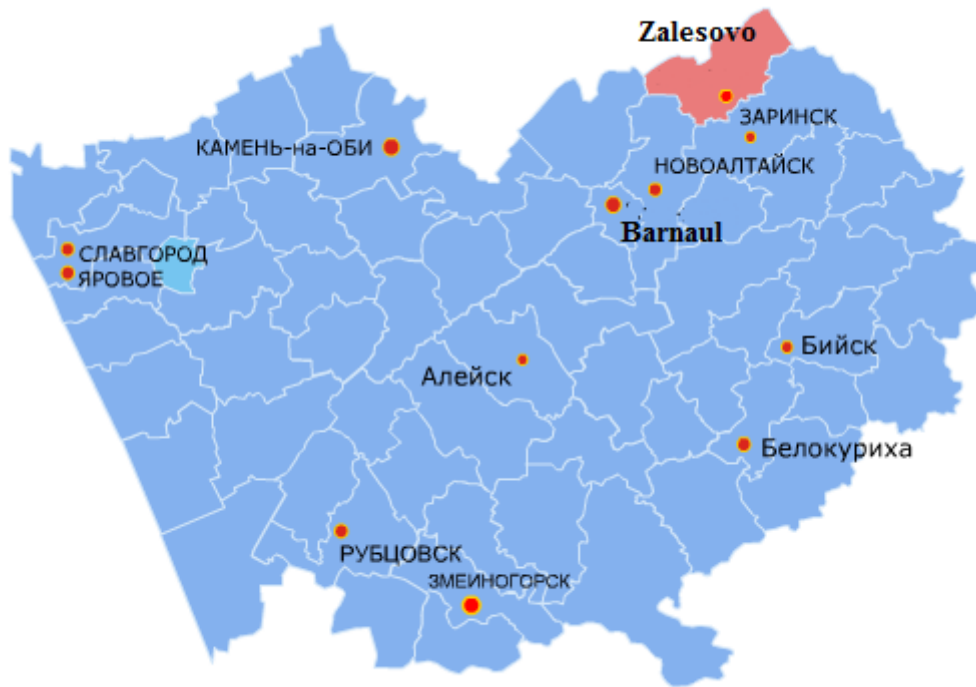 Zalesovo
ЗАРИНСК
КАМЕНЬ-на-ОБИ
НОВОАЛТАЙСК
Barnaul
СЛАВГОРОД
ЯРОВОЕ
Бийск
Алейск
Белокуриха
РУБЦОВСК
ЗМЕИНОГОРСК